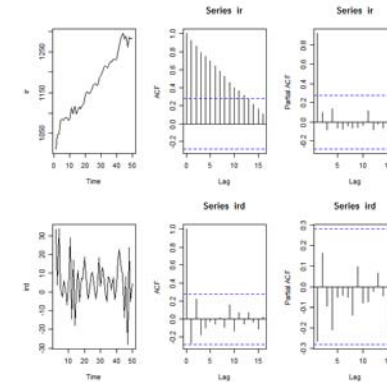 Series ir
Series ir
ir
1050
1150
1250
0 10 20 30 40 50
Time
ACF
-0.2 0.0 0.2 0.4 0.6 0.8 1.0
0 5 10 15
Lag
Partial ACF
-0.2 0.0 0.2 0.4 0.6 0.8
5 10
Lag
Series ird
Series ird
ird
-30 -20 -10 0 10 20 30
0 10 20 30 40 50
Time
ACF
-0.2 0.0 0.2 0.4 0.6 0.8 1.0
0 5 10 15
Lag
Partial ACF
-0.3 -0.2 -0.1 0.0 0.1 0.2 0.3
5 10
Lag